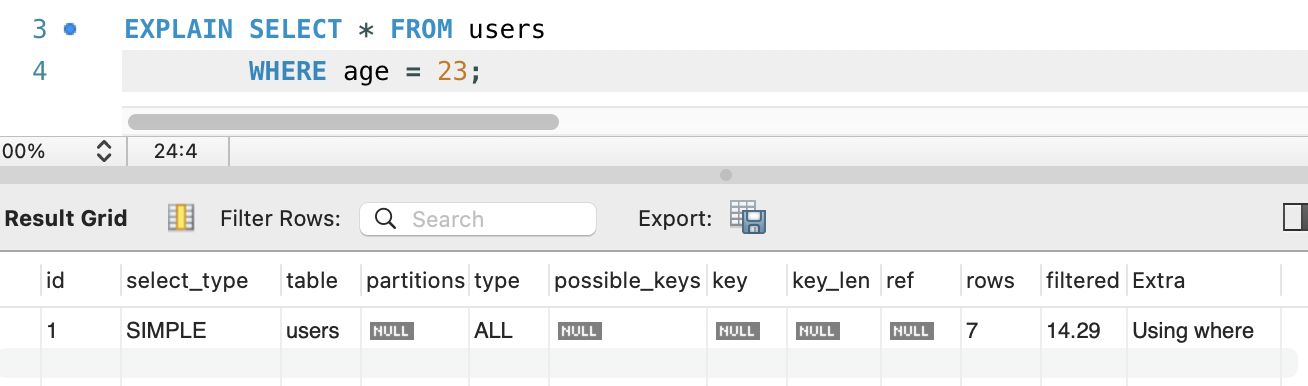 3 EXPLAIN SELECT * FROM users
4 WHERE age = 23;
00% 24:4
Result Grid Filter Rows: Search Export:
id select_type table partitions type possible_keys key key_len ref rows filtered Extra
1 SIMPLE users NULL ALL NULL NULL NULL NULL 7 14.29 Using where